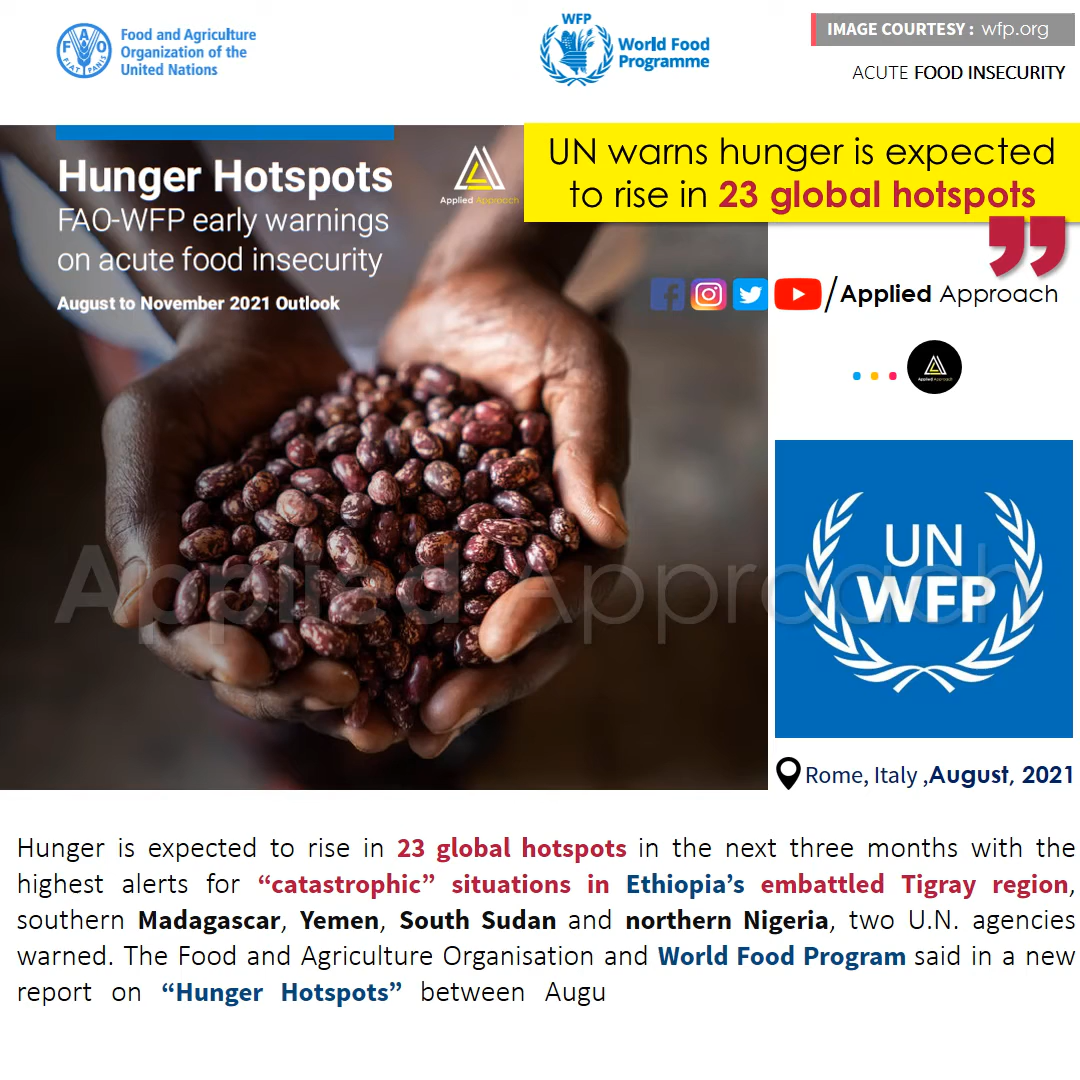 FAO
FIAT PANIS
Food and Agriculture
Organization of the
United Nations
WFP
World Food
Programme
IMAGE COURTESY : wfp.org
ACUTE FOOD INSECURITY
Hunger Hotspots
FAO-WFP early warnings
on acute food insecurity
August to November 2021 Outlook
Applied Approach
UN warns hunger is expected
to rise in 23 global hotspots
/Applied Approach
Applied Approach
Applied Approach
UN
WFP
Rome, Italy ,August, 2021
Hunger is expected to rise in 23 global hotspots in the next three months with the
highest alerts for “catastrophic” situations in Ethiopia’s embattled Tigray region,
southern Madagascar, Yemen, South Sudan and northern Nigeria, two U.N. agencies
warned. The Food and Agriculture Organisation and World Food Program said in a new
report on “Hunger Hotspots” between Augu